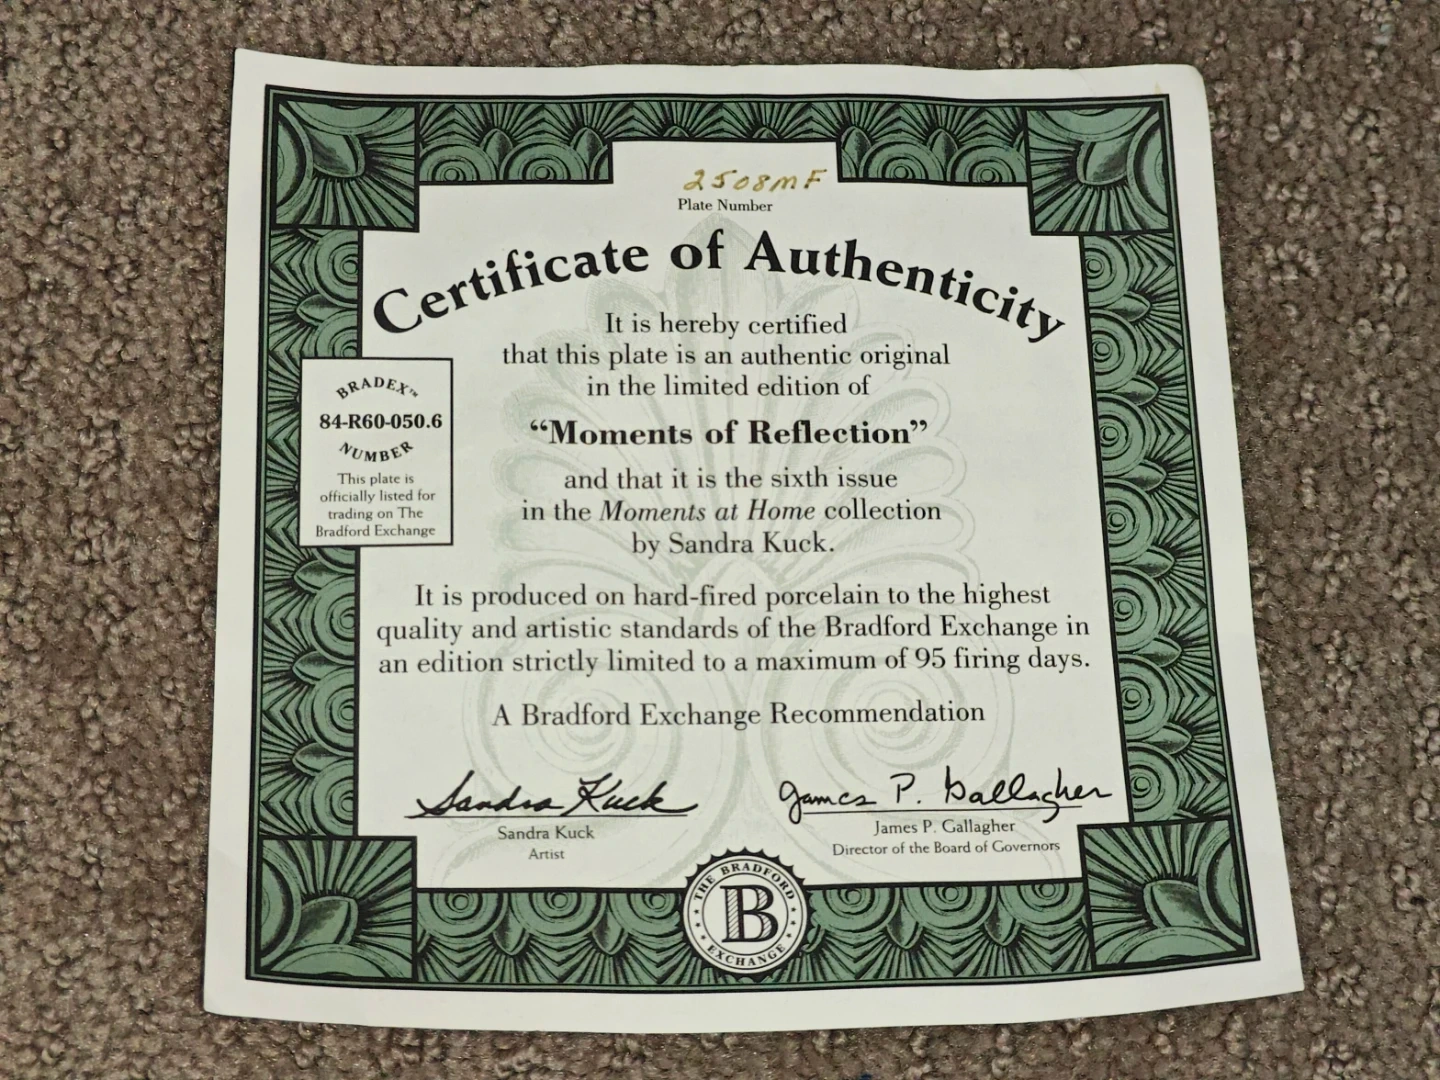 2508MF
Plate Number
Certificate of Authenticity
It is hereby certified
that this plate is an authentic original
in the limited edition of
“Moments of Reflection”
and that it is the sixth issue
in the Moments at Home collection
by Sandra Kuck.
BRADEX™
84-R60-050.6
NUMBER
This plate is
officially listed for
trading on The
Bradford Exchange
It is produced on hard-fired porcelain to the highest
quality and artistic standards of the Bradford Exchange in
an edition strictly limited to a maximum of 95 firing days.
A Bradford Exchange Recommendation
Sandra Kuck
Sandra Kuck
Artist
James P. Gallagher
James P. Gallagher
Director of the Board of Governors
THE BRADFORD
B
EXCHANGE